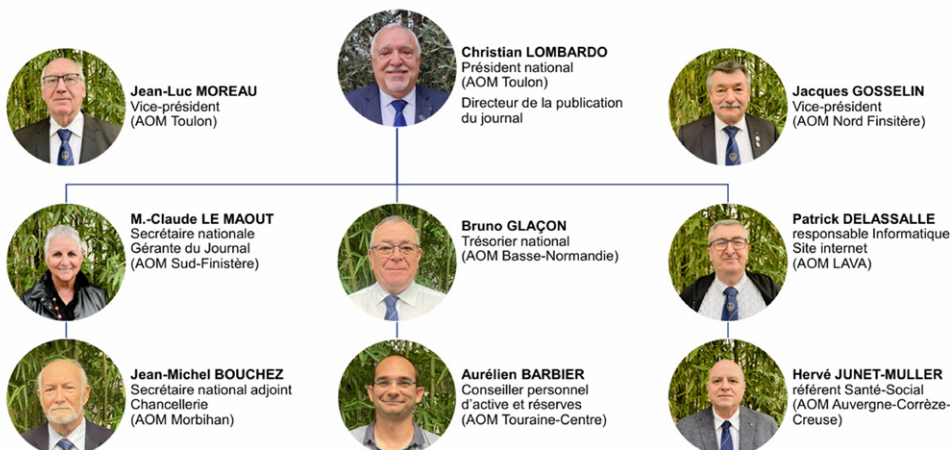 Jean-Luc MOREAU
Vice-président
(AOM Toulon)
Christian LOMBARDO
Président national
(AOM Toulon)
Directeur de la publication
du journal
Jacques GOSSELIN
Vice-président
(AOM Nord Finsitère)
M.-Claude LE MAOUT
Secrétaire nationale
Gérante du Journal
(AOM Sud-Finistère)
Bruno GLAÇON
Trésorier national
(AOM Basse-Normandie)
Patrick DELASSALLE
responsable Informatique
Site internet
(AOM LAVA)
Jean-Michel BOUCHEZ
Secrétaire national adjoint
Chancellerie
(AOM Morbihan)
Aurélien BARBIER
Conseiller personnel
d'active et réserves
(AOM Touraine-Centre)
Hervé JUNET-MULLER
référent Santé-Social
(AOM Auvergne-Corrèze-
Creuse)